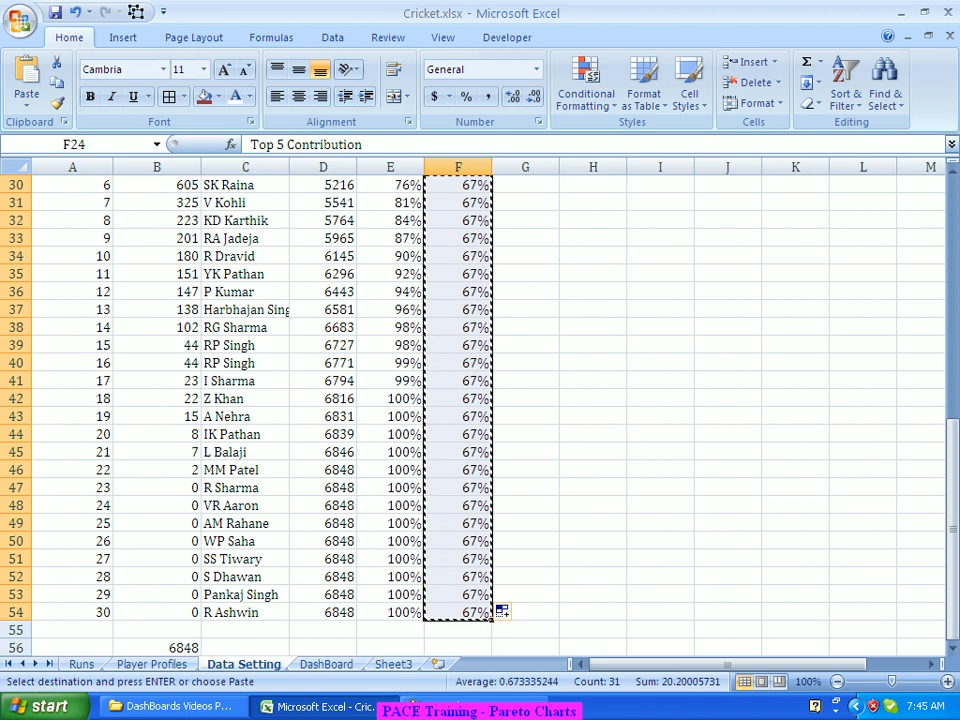 Cricket.xlsx - Microsoft Excel
Home Insert Page Layout Formulas Data Review View Developer
Paste Cambria 11 A A General Conditional Formatting Format as Table Cell Styles Insert Delete Format Sort & Filter Find & Select
B I U A $ % , .00 .0
Clipboard Font Alignment Number Styles Cells Editing
F24 fx Top 5 Contribution
A B C D E F G H I J K L M
30 6 605 SK Raina 5216 76% 67%
31 7 325 V Kohli 5541 81% 67%
32 8 223 KD Karthik 5764 84% 67%
33 9 201 RA Jadeja 5965 87% 67%
34 10 180 R Dravid 6145 90% 67%
35 11 151 YK Pathan 6296 92% 67%
36 12 147 P Kumar 6443 94% 67%
37 13 138 Harbhajan Sing 6581 96% 67%
38 14 102 RG Sharma 6683 98% 67%
39 15 44 RP Singh 6727 98% 67%
40 16 44 RP Singh 6771 99% 67%
41 17 23 I Sharma 6794 99% 67%
42 18 22 Z Khan 6816 100% 67%
43 19 15 A Nehra 6831 100% 67%
44 20 8 IK Pathan 6839 100% 67%
45 21 7 L Balaji 6846 100% 67%
46 22 2 MM Patel 6848 100% 67%
47 23 0 R Sharma 6848 100% 67%
48 24 0 VR Aaron 6848 100% 67%
49 25 0 AM Rahane 6848 100% 67%
50 26 0 WP Saha 6848 100% 67%
51 27 0 SS Tiwary 6848 100% 67%
52 28 0 S Dhawan 6848 100% 67%
53 29 0 Pankaj Singh 6848 100% 67%
54 30 0 R Ashwin 6848 100% 67%
55
56 6848
Runs Player Profiles Data Setting DashBoard Sheet3
Select destination and press ENTER or choose Paste Average: 0.673335244 Count: 31 Sum: 20.20005731 100%
start DashBoards Videos P... Microsoft Excel - Cric... 7:45 AM
PACE Training - Pareto Charts